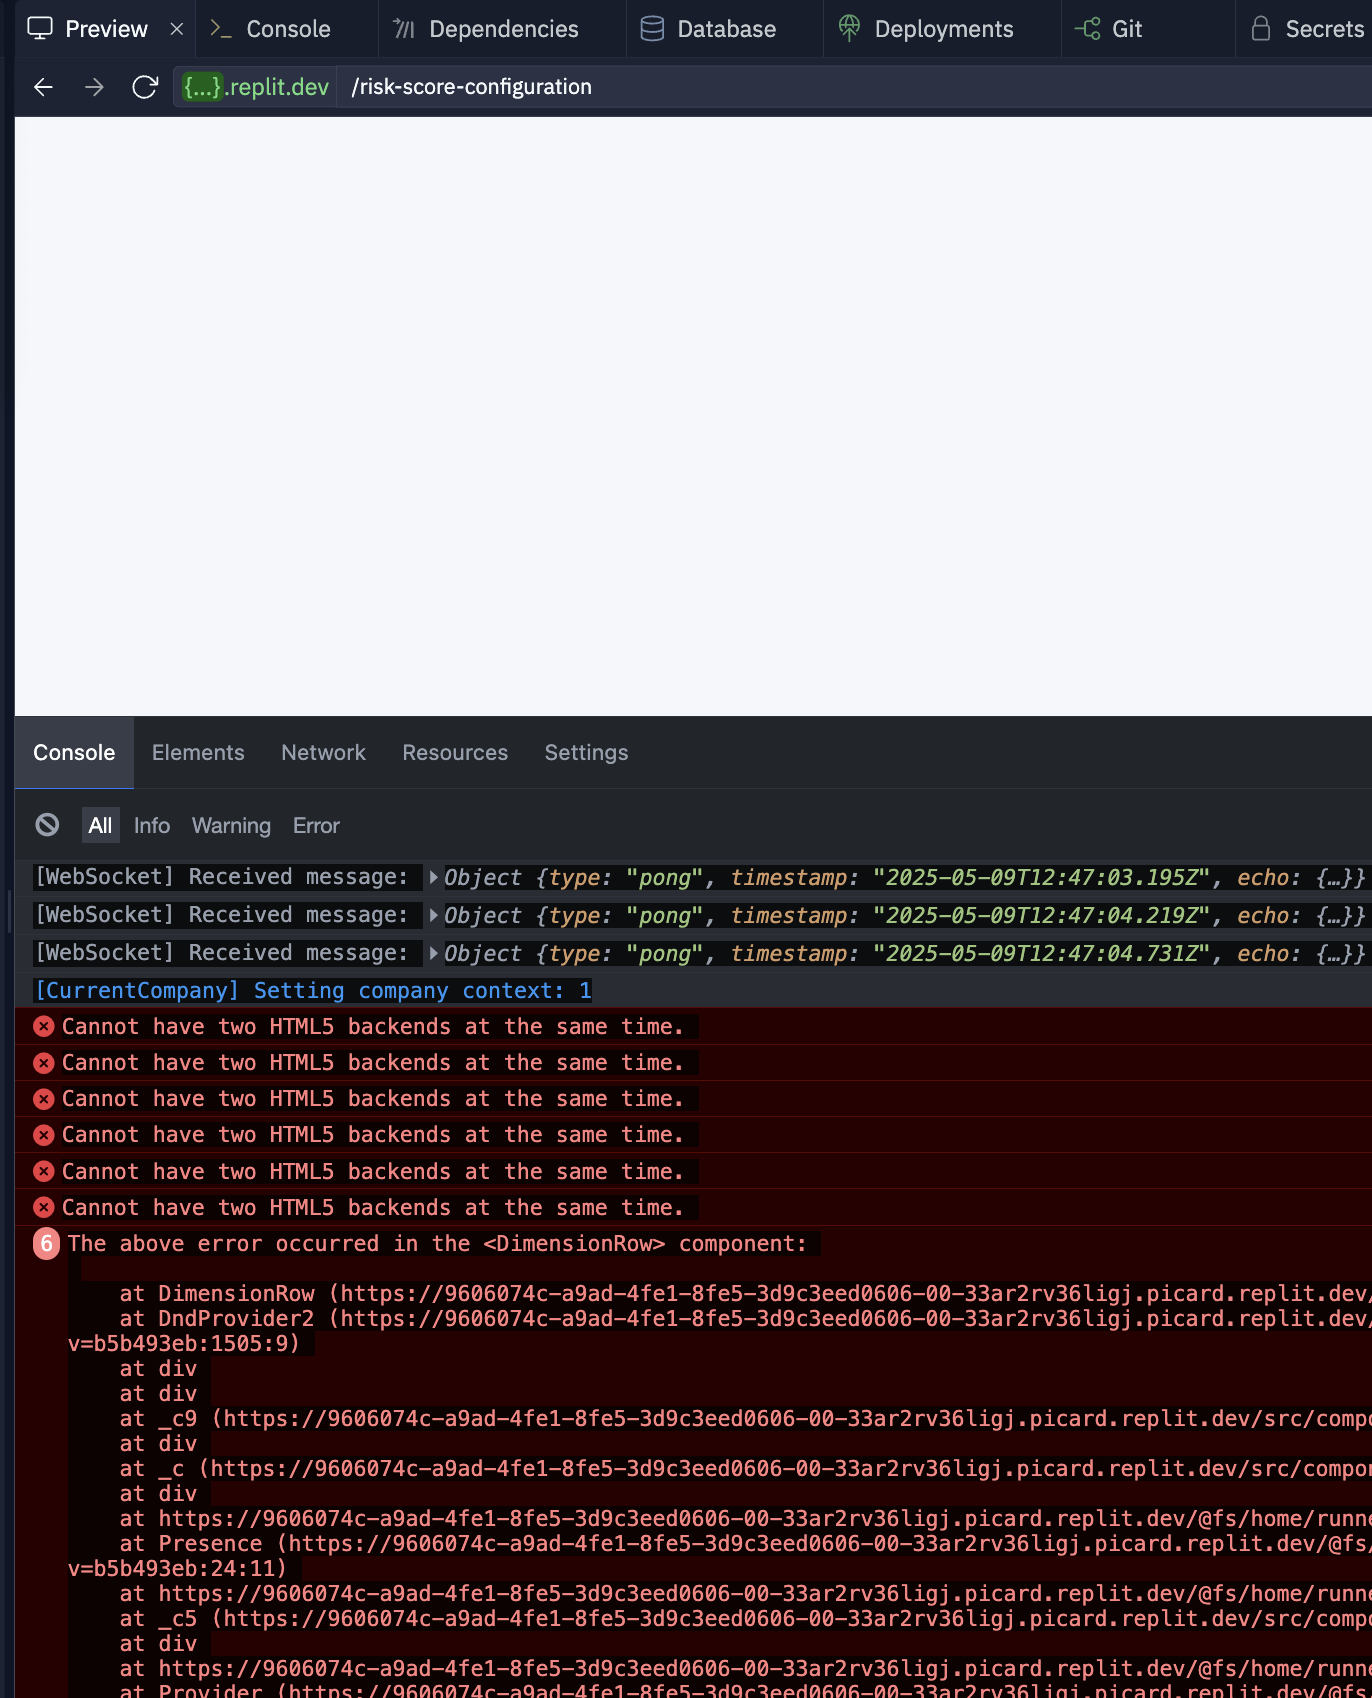 Preview × Console Dependencies Database Deployments Git Secrets
{...}.replit.dev /risk-score-configuration
Console Elements Network Resources Settings
All Info Warning Error
[WebSocket] Received message: Object {type: "pong", timestamp: "2025-05-09T12:47:03.195Z", echo: {…}}
[WebSocket] Received message: Object {type: "pong", timestamp: "2025-05-09T12:47:04.219Z", echo: {…}}
[WebSocket] Received message: Object {type: "pong", timestamp: "2025-05-09T12:47:04.731Z", echo: {…}}
[CurrentCompany] Setting company context: 1
Cannot have two HTML5 backends at the same time.
Cannot have two HTML5 backends at the same time.
Cannot have two HTML5 backends at the same time.
Cannot have two HTML5 backends at the same time.
Cannot have two HTML5 backends at the same time.
Cannot have two HTML5 backends at the same time.
6 The above error occurred in the <DimensionRow> component:
at DimensionRow (https://9606074c-a9ad-4fe1-8fe5-3d9c3eed0606-00-33ar2rv36ligj.picard.replit.dev/
at DndProvider2 (https://9606074c-a9ad-4fe1-8fe5-3d9c3eed0606-00-33ar2rv36ligj.picard.replit.dev/
v=b5b493eb:1505:9)
at div
at div
at _c9 (https://9606074c-a9ad-4fe1-8fe5-3d9c3eed0606-00-33ar2rv36ligj.picard.replit.dev/src/compo
at div
at _c (https://9606074c-a9ad-4fe1-8fe5-3d9c3eed0606-00-33ar2rv36ligj.picard.replit.dev/src/compon
at div
at https://9606074c-a9ad-4fe1-8fe5-3d9c3eed0606-00-33ar2rv36ligj.picard.replit.dev/@fs/home/runne
at Presence (https://9606074c-a9ad-4fe1-8fe5-3d9c3eed0606-00-33ar2rv36ligj.picard.replit.dev/@fs/
v=b5b493eb:24:11)
at https://9606074c-a9ad-4fe1-8fe5-3d9c3eed0606-00-33ar2rv36ligj.picard.replit.dev/@fs/home/runne
at _c5 (https://9606074c-a9ad-4fe1-8fe5-3d9c3eed0606-00-33ar2rv36ligj.picard.replit.dev/src/compo
at div
at https://9606074c-a9ad-4fe1-8fe5-3d9c3eed0606-00-33ar2rv36ligj.picard.replit.dev/@fs/home/runne
at Provider (https://9606074c-a9ad-4fe1-8fe5-3d9c3eed0606-00-33ar2rv36ligj.picard.replit.dev/@fs/